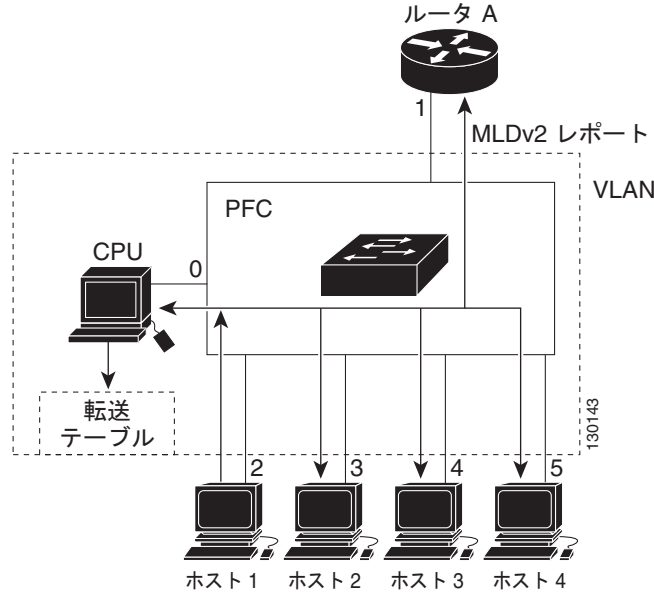 ルータ A
1
MLDv2 レポート
VLAN
PFC
CPU
0
転送
テーブル
130143
2
3
4
5
ホスト 1
ホスト 2
ホスト 3
ホスト 4